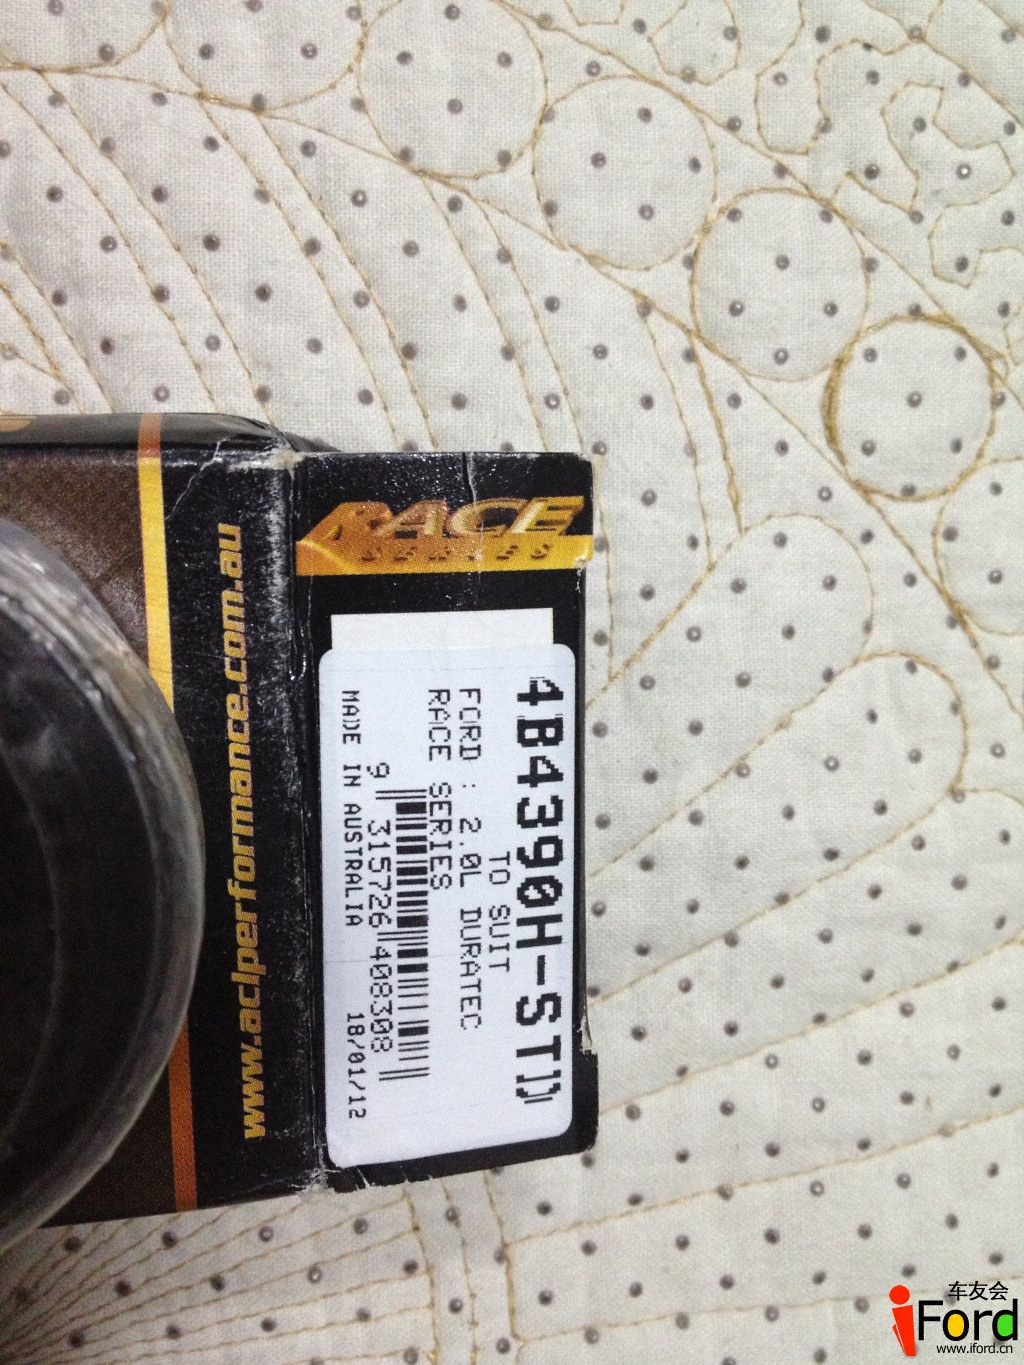 RACE
SERIES
4B4390H-STD
TO SUIT
FORD : 2.0L DURATEC
RACE SERIES
9 315726 408308
MADE IN AUSTRALIA 18/01/12
www.aclperformance.com.au
车友会
iFord
www.iford.cn